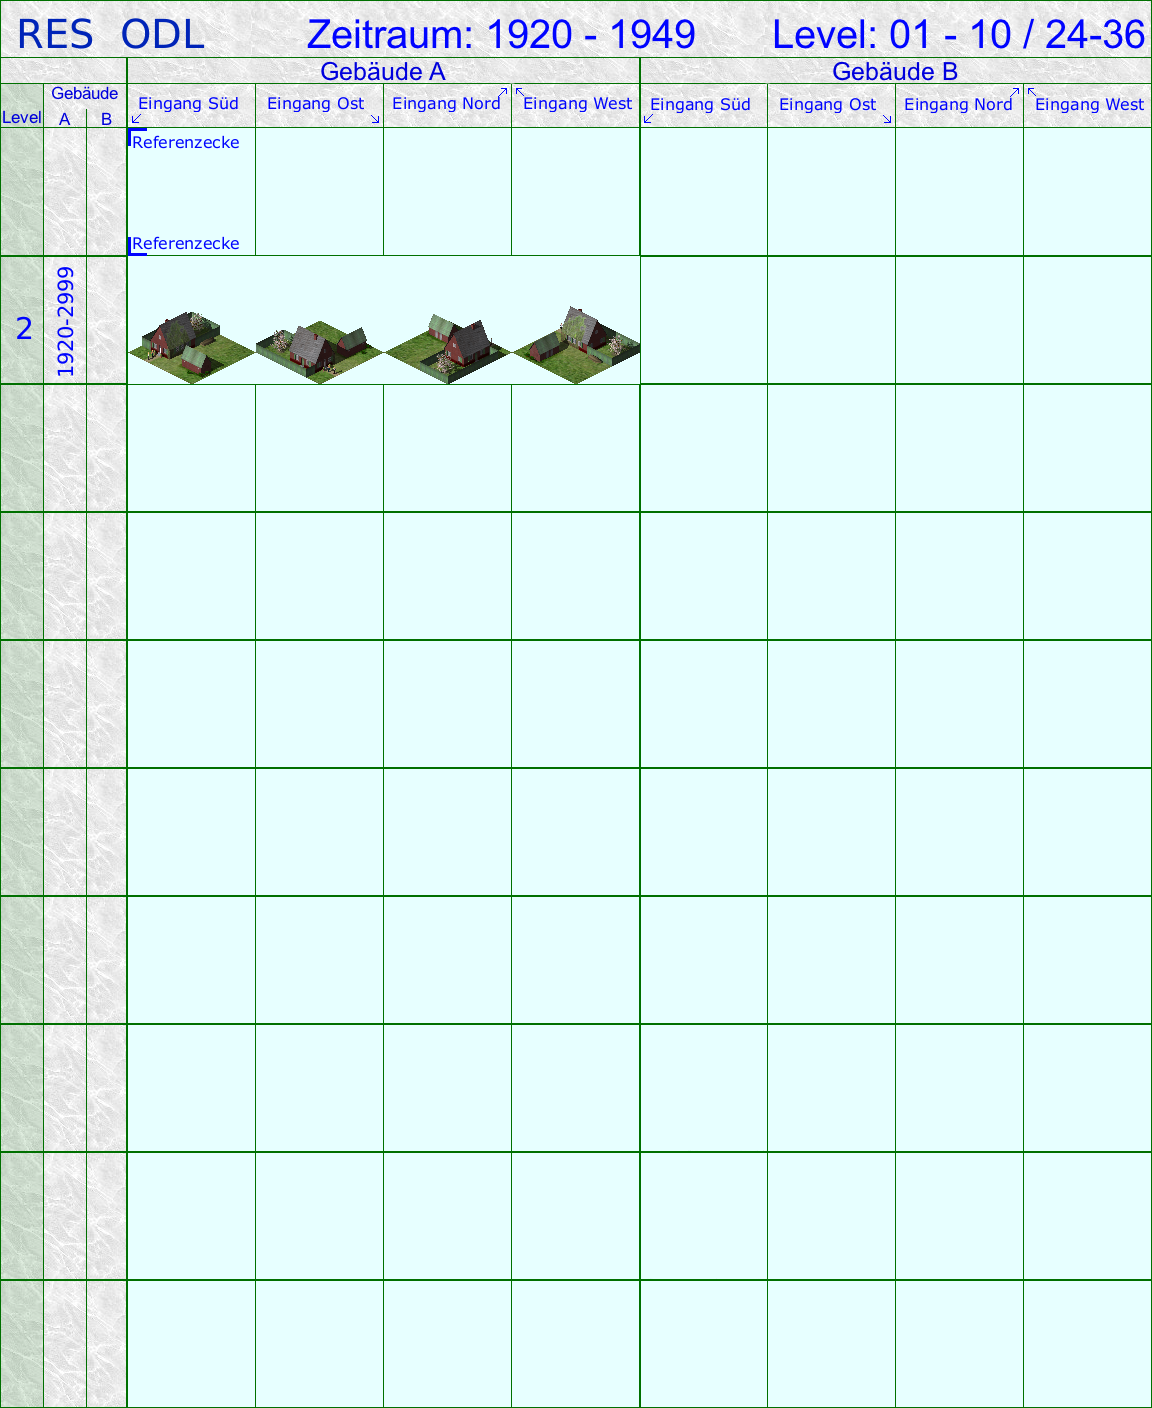 RES ODL Zeitraum: 1920 - 1949 Level: 01 - 10 / 24-36
Gebäude A Gebäude B
Level Gebäude A B Eingang Süd Eingang Ost Eingang Nord Eingang West Eingang Süd Eingang Ost Eingang Nord Eingang West
Referenzecke
Referenzecke
2 1920-2999